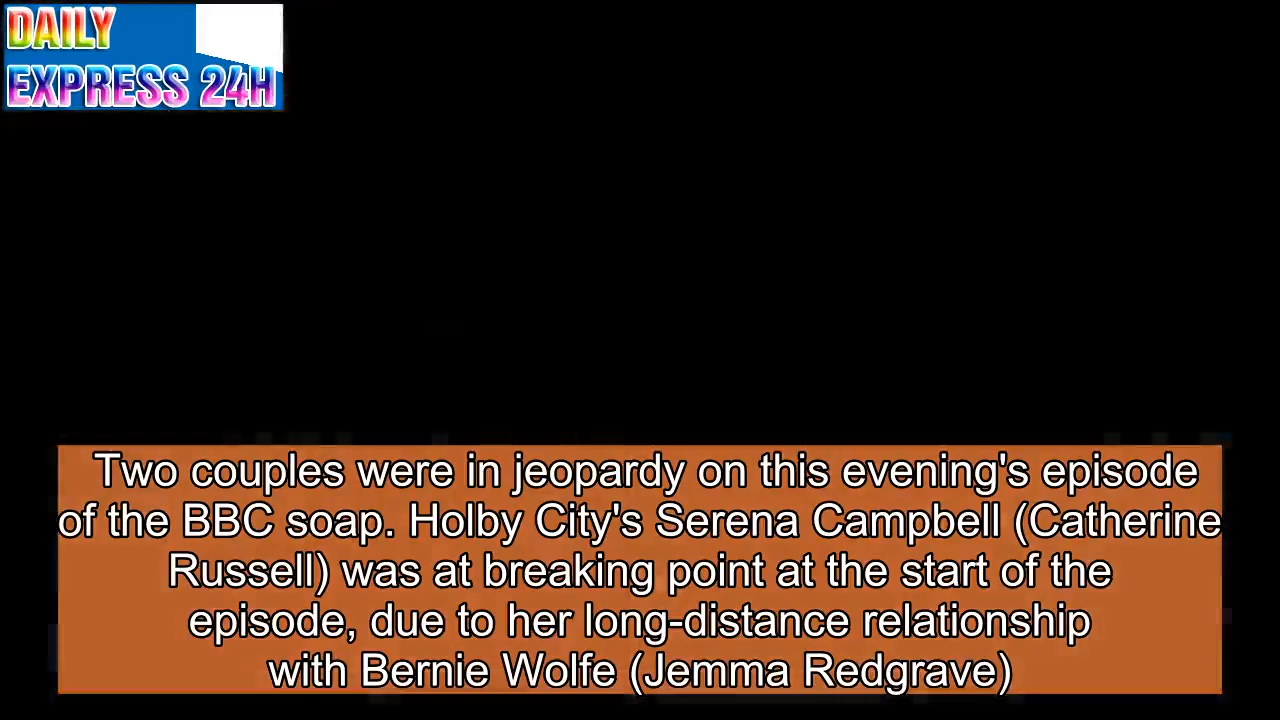 DAILY
EXPRESS 24H
Two couples were in jeopardy on this evening's episode
of the BBC soap. Holby City's Serena Campbell (Catherine
Russell) was at breaking point at the start of the
episode, due to her long-distance relationship
with Bernie Wolfe (Jemma Redgrave)